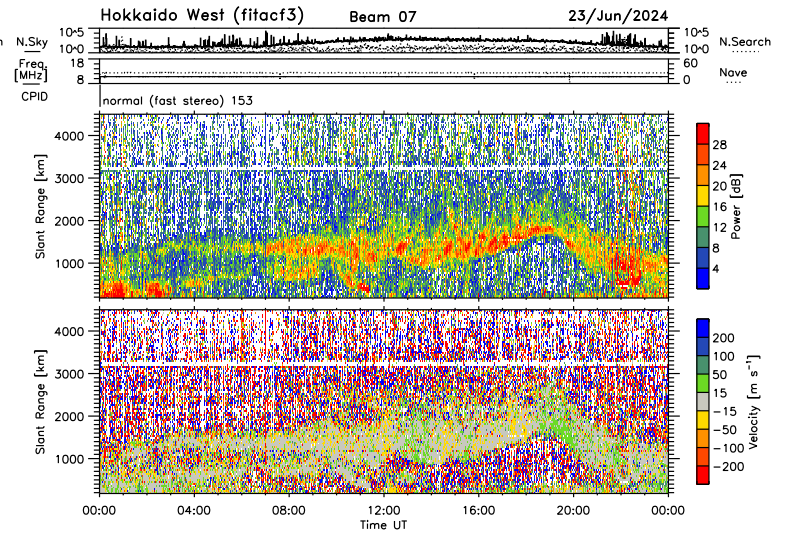 Hokkaido West (fitacf3) Beam 07 23/Jun/2024
N.Sky 10^5 10^0 10^5 10^0 N.Search
Freq. [MHz] 18 8 60 0 Nave
CPID normal (fast stereo) 153
Slant Range [km] 4000 3000 2000 1000
Power [dB] 28 24 20 16 12 8 4
Slant Range [km] 4000 3000 2000 1000
Velocity [m s⁻¹] 200 100 50 15 -15 -50 -100 -200
00:00 04:00 08:00 12:00 16:00 20:00 00:00
Time UT